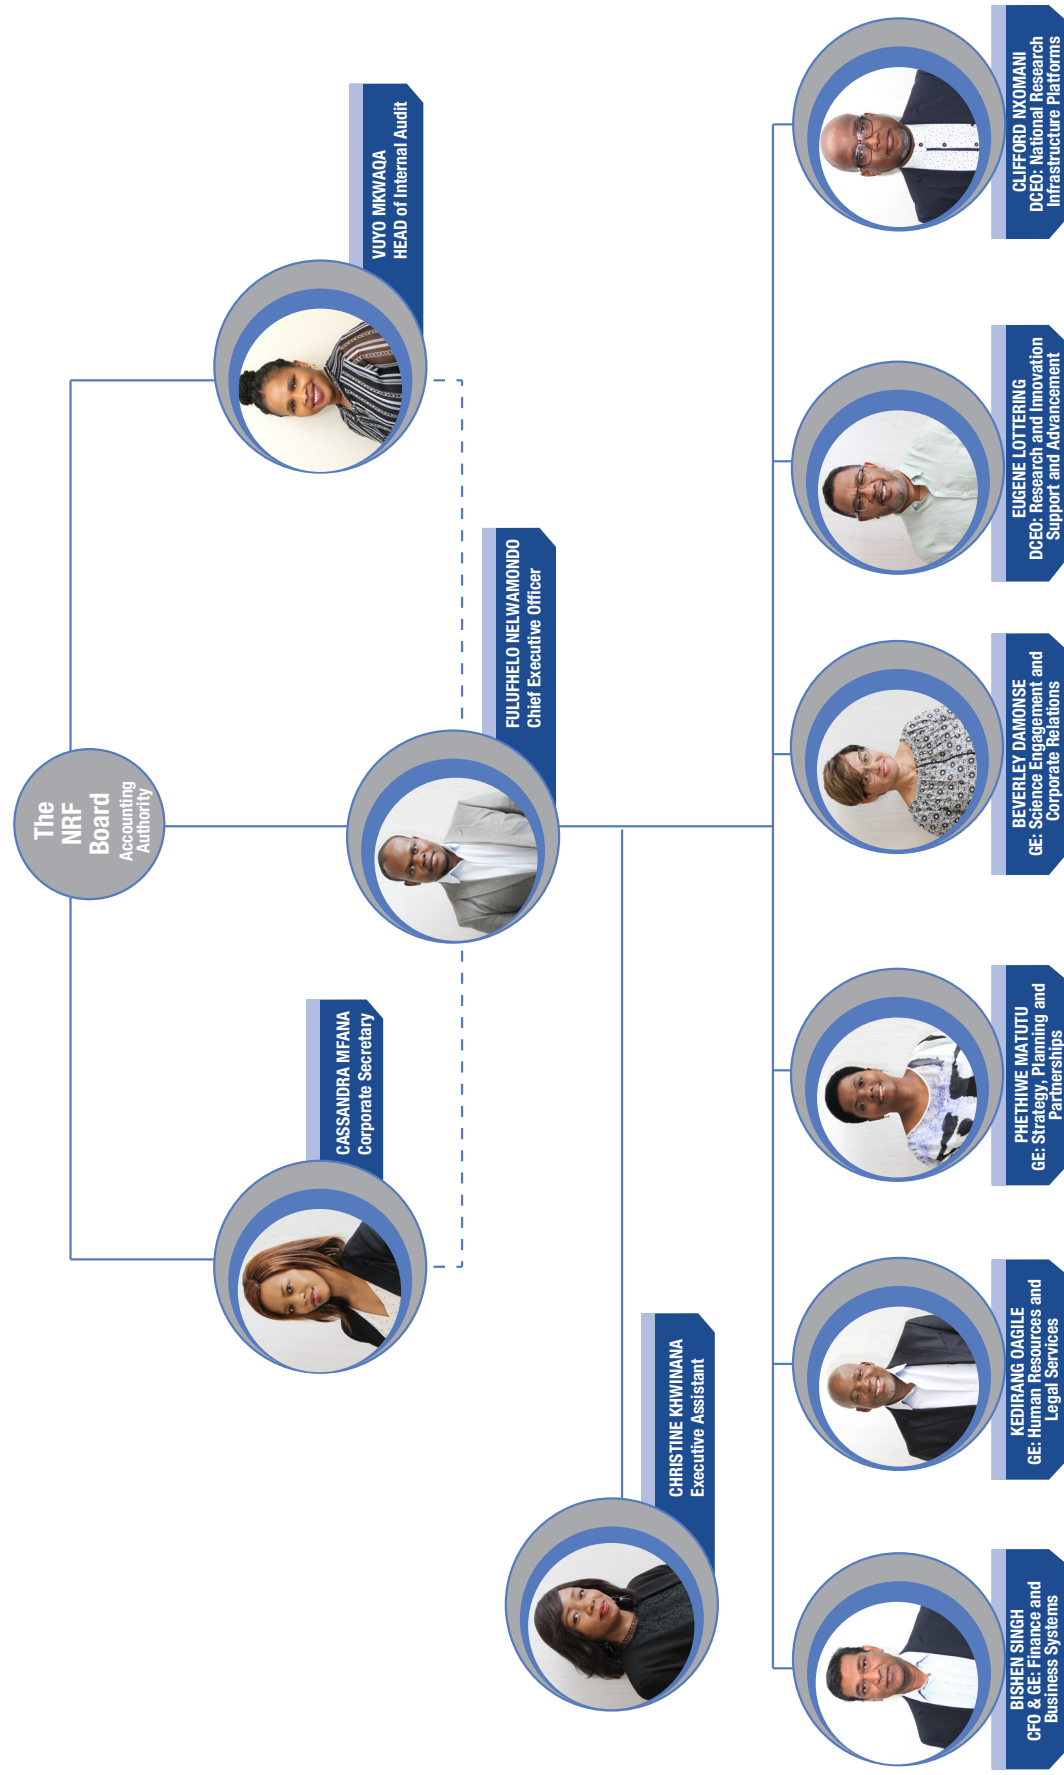 The
NRF
Board
Accounting
Authority
CASSANDRA MFANA
Corporate Secretary
VUYO MKWAQA
HEAD of Internal Audit
FULUFHELO NELWAMONDO
Chief Executive Officer
CHRISTINE KHWINANA
Executive Assistant
BISHEN SINGH
CFO & GE: Finance and
Business Systems
KEDIRANG OAGILE
GE: Human Resources and
Legal Services
PHETHIWE MATUTU
GE: Strategy, Planning and
Partnerships
BEVERLEY DAMONSE
GE: Science Engagement and
Corporate Relations
EUGENE LOTTERING
DCEO: Research and Innovation
Support and Advancement
CLIFFORD NXOMANI
DCEO: National Research
Infrastructure Platforms